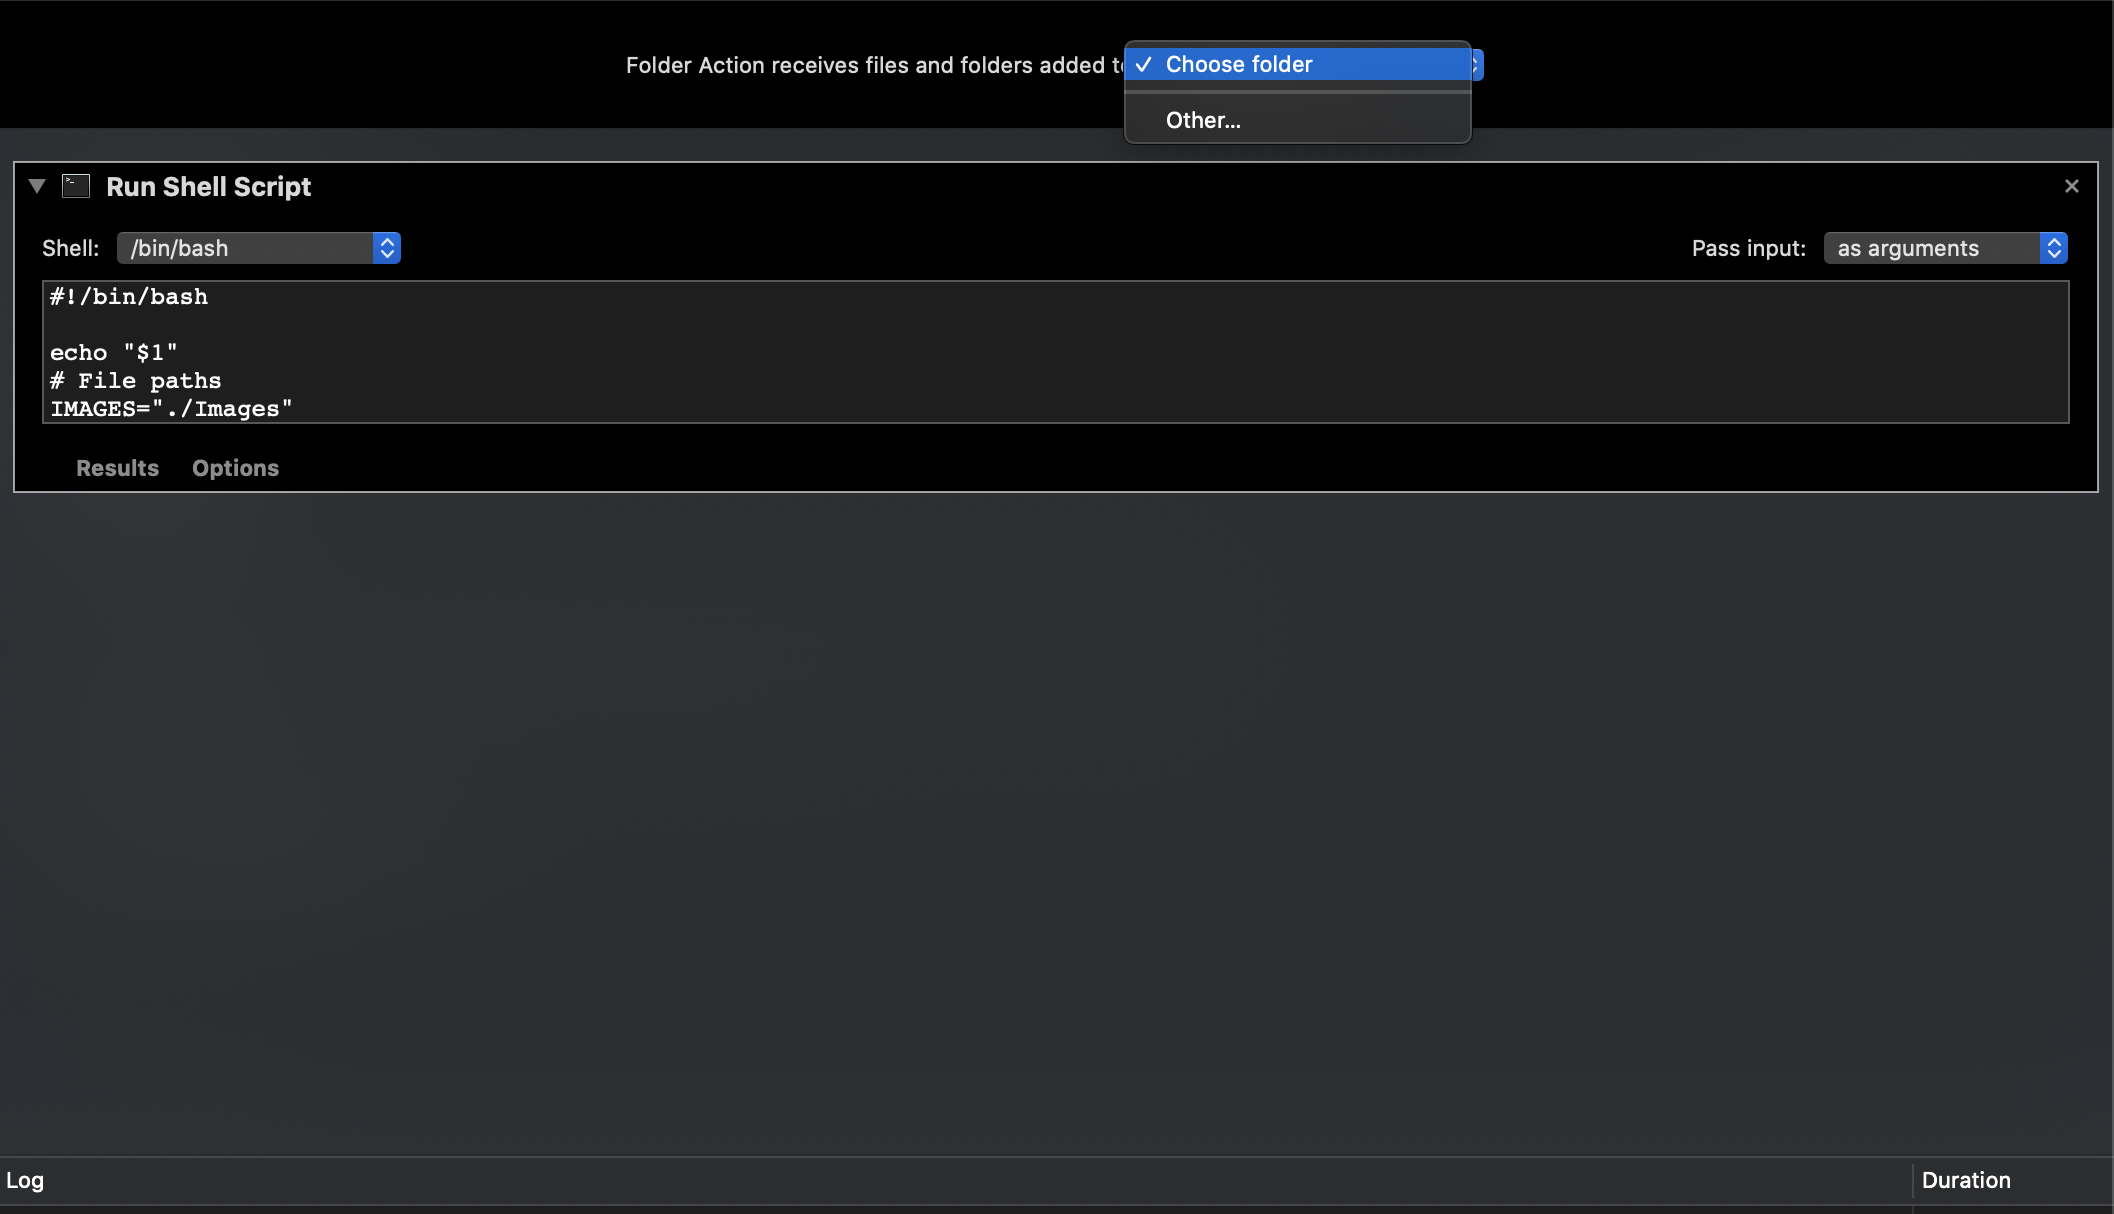 Folder Action receives files and folders added to
✓ Choose folder
Other...
Run Shell Script
Shell: /bin/bash
Pass input: as arguments
#!/bin/bash
echo "$1"
# File paths
IMAGES="./Images"
Results Options
Log
Duration